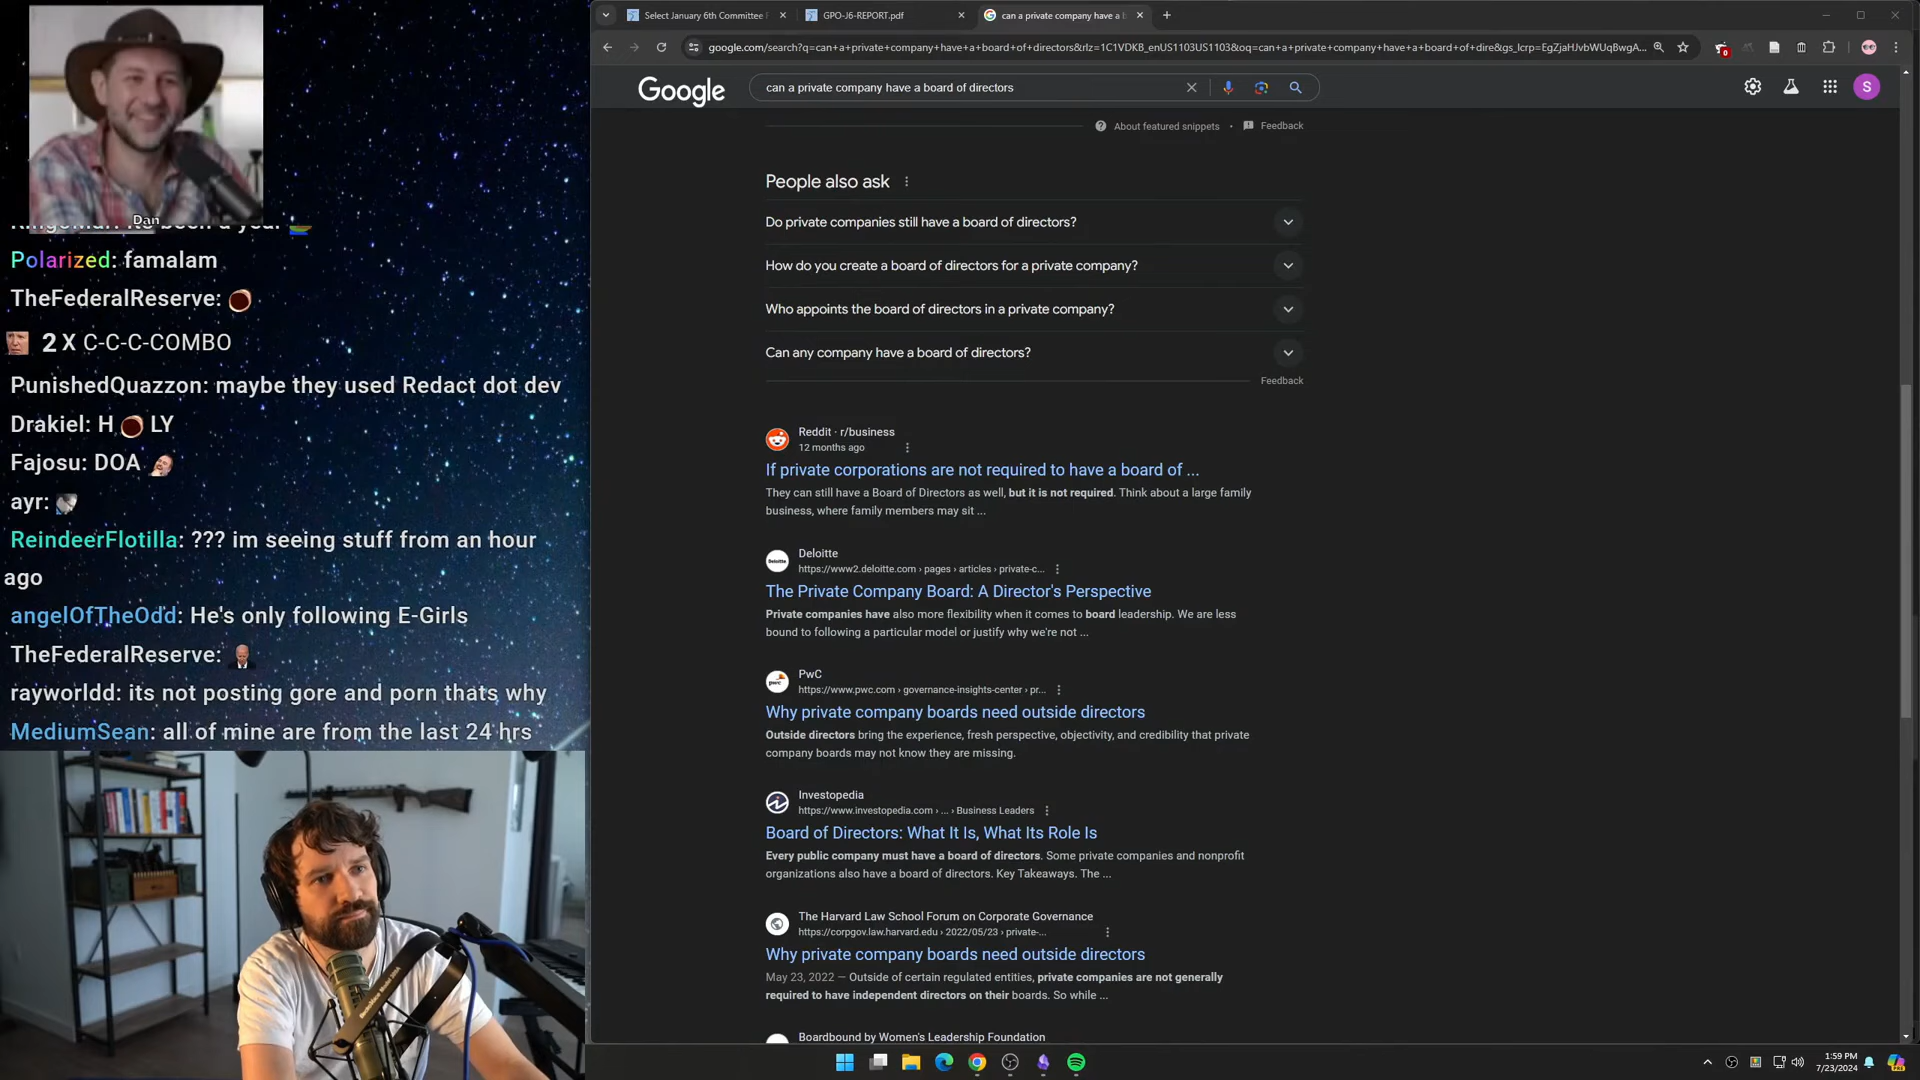 Select January 6th Committee
GPO-J6-REPORT.pdf
can a private company have a b
google.com/search?q=can+a+private+company+have+a+board+of+directors&rlz=1C1VDKB_enUS1103US1103&oq=can+a+private+company+have+a+board+of+dire&gs_lcrp=EgZjaHJvbWUqBwgA...
0
Google
can a private company have a board of directors
S
About featured snippets
Feedback
People also ask
Do private companies still have a board of directors?
How do you create a board of directors for a private company?
Who appoints the board of directors in a private company?
Can any company have a board of directors?
Feedback
Reddit · r/business
12 months ago
If private corporations are not required to have a board of ...
They can still have a Board of Directors as well, but it is not required. Think about a large family
business, where family members may sit ...
Deloitte
https://www2.deloitte.com › pages › articles › private-c...
The Private Company Board: A Director's Perspective
Private companies have also more flexibility when it comes to board leadership. We are less
bound to following a particular model or justify why we're not ...
PwC
https://www.pwc.com › governance-insights-center › pr...
Why private company boards need outside directors
Outside directors bring the experience, fresh perspective, objectivity, and credibility that private
company boards may not know they are missing.
Investopedia
https://www.investopedia.com › ... › Business Leaders
Board of Directors: What It Is, What Its Role Is
Every public company must have a board of directors. Some private companies and nonprofit
organizations also have a board of directors. Key Takeaways. The ...
The Harvard Law School Forum on Corporate Governance
https://corpgov.law.harvard.edu › 2022/05/23 › private-...
Why private company boards need outside directors
May 23, 2022 — Outside of certain regulated entities, private companies are not generally
required to have independent directors on their boards. So while ...
Boardbound by Women's Leadership Foundation
1:59 PM
7/23/2024
Dan
Polarized: famalam
TheFederalReserve:
2 X C-C-C-COMBO
PunishedQuazzon: maybe they used Redact dot dev
Drakiel: H LY
Fajosu: DOA
ayr:
ReindeerFlotilla: ??? im seeing stuff from an hour
ago
angelOfTheOdd: He's only following E-Girls
TheFederalReserve:
rayworldd: its not posting gore and porn thats why
MediumSean: all of mine are from the last 24 hrs